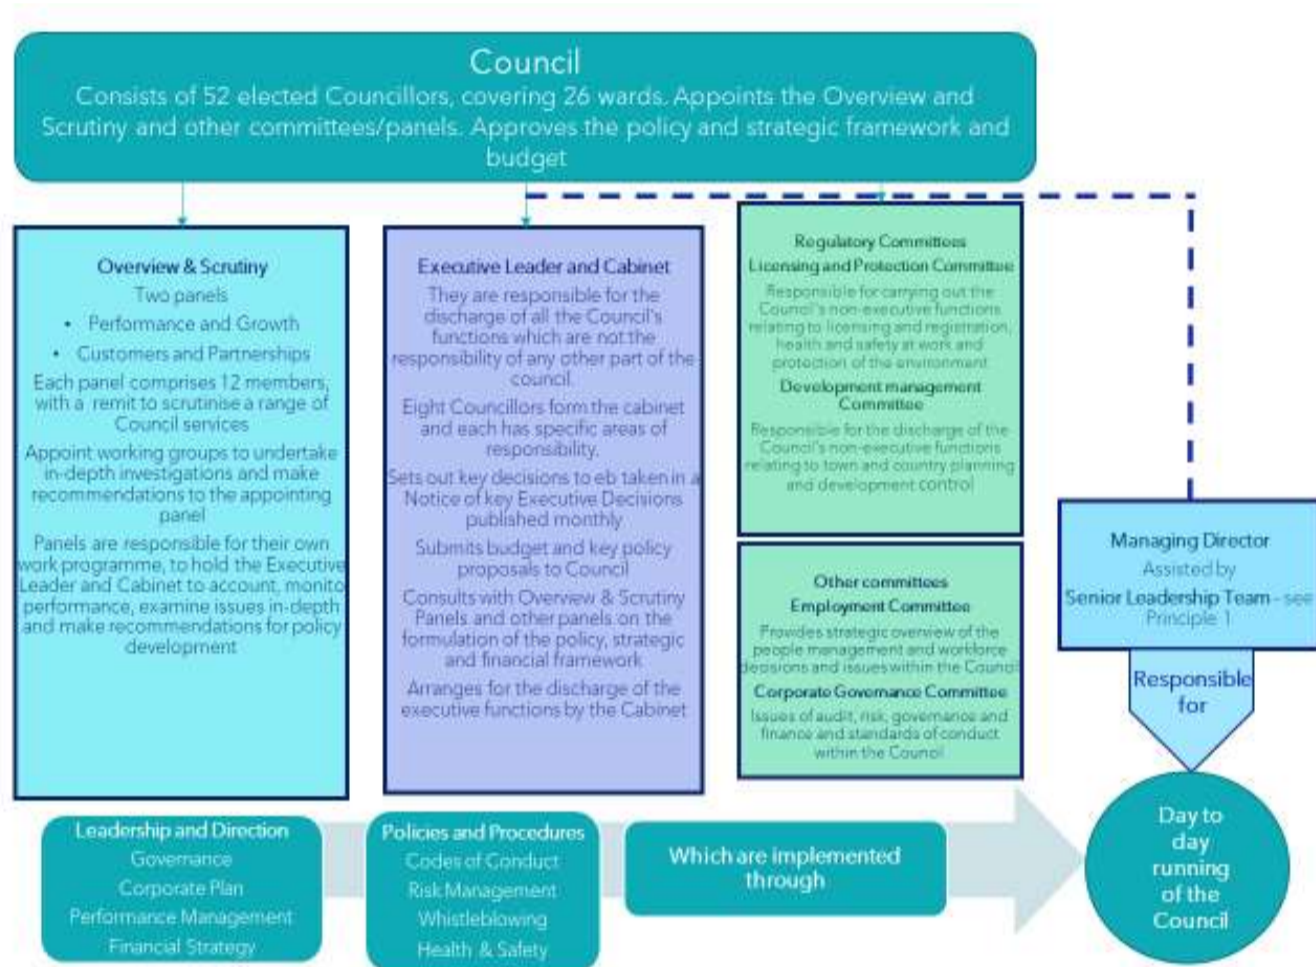 Council
Consists of 52 elected Councillors, covering 26 wards. Appoints the Overview and
Scrutiny and other committees/panels. Approves the policy and strategic framework and
budget
Overview & Scrutiny
Two panels
• Performance and Growth
• Customers and Partnerships
Each panel comprises 12 members,
with a remit to scrutinise a range of
Council services
Appoint working groups to undertake
in-depth investigations and make
recommendations to the appointing
panel
Panels are responsible for their own
work programme, to hold the Executive
Leader and Cabinet to account, monito
performance, examine issues in-depth
and make recommendations for policy
development
Executive Leader and Cabinet
They are responsible for the
discharge of all the Council's
functions which are not the
responsibility of any other part of the
council.
Eight Councillors form the cabinet
and each has specific areas of
responsibility.
Sets out key decisions to eb taken in a
Notice of key Executive Decisions
published monthly
Submits budget and key policy
proposals to Council
Consults with Overview & Scrutiny
Panels and other panels on the
formulation of the policy, strategic
and financial framework
Arranges for the discharge of the
executive functions by the Cabinet
Regulatory Committees
Licensing and Protection Committee
Responsible for carrying out the
Council's non-executive functions
relating to licensing and registration,
health and safety at work and
protection of the environment
Development management
Committee
Responsible for the discharge of the
Council's non-executive functions
relating to town and country planning
and development control
Other committees
Employment Committee
Provides strategic overview of the
people management and workforce
decisions and issues within the Council
Corporate Governance Committee
Issues of audit, risk, governance and
finance and standards of conduct
within the Council
Managing Director
Assisted by
Senior Leadership Team - see
Principle 1
Responsible
for
Leadership and Direction
Governance
Corporate Plan
Performance Management
Financial Strategy
Policies and Procedures
Codes of Conduct
Risk Management
Whistleblowing
Health & Safety
Which are implemented
through
Day to
day
running
of the
Council